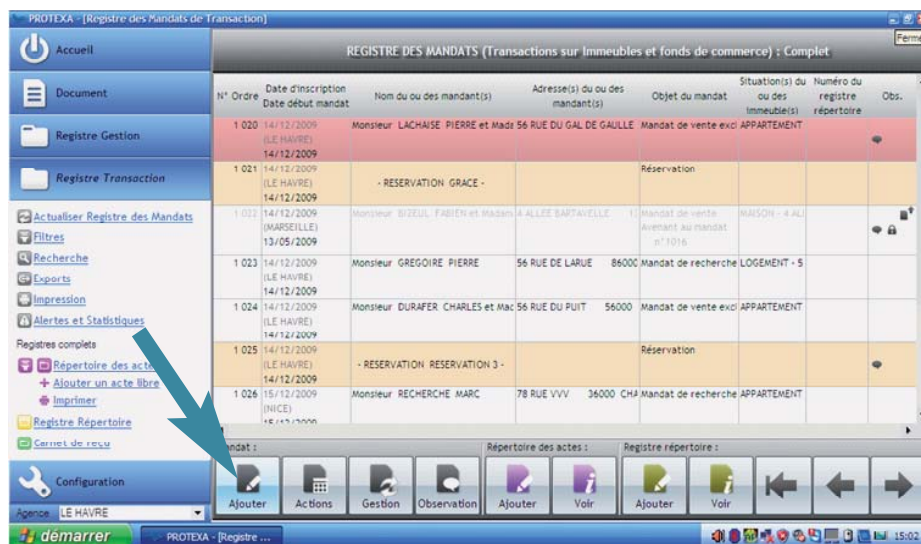 PROTEXA - [Registre des Mandats de Transaction]
Ferme
Accueil
Document
Registre Gestion
Registre Transaction
Actualiser Registre des Mandats
Filtres
Recherche
Exports
Impression
Alertes et Statistiques
Registres complets
Répertoire des acte
Ajouter un acte libre
Imprimer
Registre Répertoire
Carnet de reçu
Configuration
Agence LE HAVRE
REGISTRE DES MANDATS (Transactions sur Immeubles et fonds de commerce) : Complet
N° Ordre Date d'inscription Date début mandat Nom du ou des mandant(s) Adresse(s) du ou des mandant(s) Objet du mandat Situation(s) du ou des immeuble(s) Numéro du registre répertoire Obs.
1 020 14/12/2009 Monsieur LACHAISE PIERRE et Mada 56 RUE DU GAL DE GAULLE Mandat de vente excl APPARTEMENT
(LE HAVRE)
14/12/2009
1 021 14/12/2009 Réservation
(LE HAVRE) - RESERVATION GRACE -
14/12/2009
1 022 14/12/2009 Monsieur BIZEUL FABIEN et Madam 4 ALLEE BARTAVELLE Mandat de vente MAISON - 4 ALL
(MARSEILLE) Avenant au mandat
13/05/2009 n°1016
1 023 14/12/2009 Monsieur GREGOIRE PIERRE 56 RUE DE LARUE 86000 Mandat de recherche LOGEMENT - 5
(LE HAVRE)
14/12/2009
1 024 14/12/2009 Monsieur DURAFER CHARLES et Mad 56 RUE DU PUIT 56000 Mandat de vente excl APPARTEMENT
(LE HAVRE)
14/12/2009
1 025 14/12/2009 Réservation
(LE HAVRE) - RESERVATION RESERVATION 3 -
14/12/2009
1 026 15/12/2009 Monsieur RECHERCHE MARC 78 RUE VVV 36000 CHA Mandat de recherche APPARTEMENT
(NICE)
15/12/2009
andat : Répertoire des actes : Registre répertoire :
Ajouter Actions Gestion Observation Ajouter Voir Ajouter Voir
démarrer PROTEXA - [Registre ... 15:02